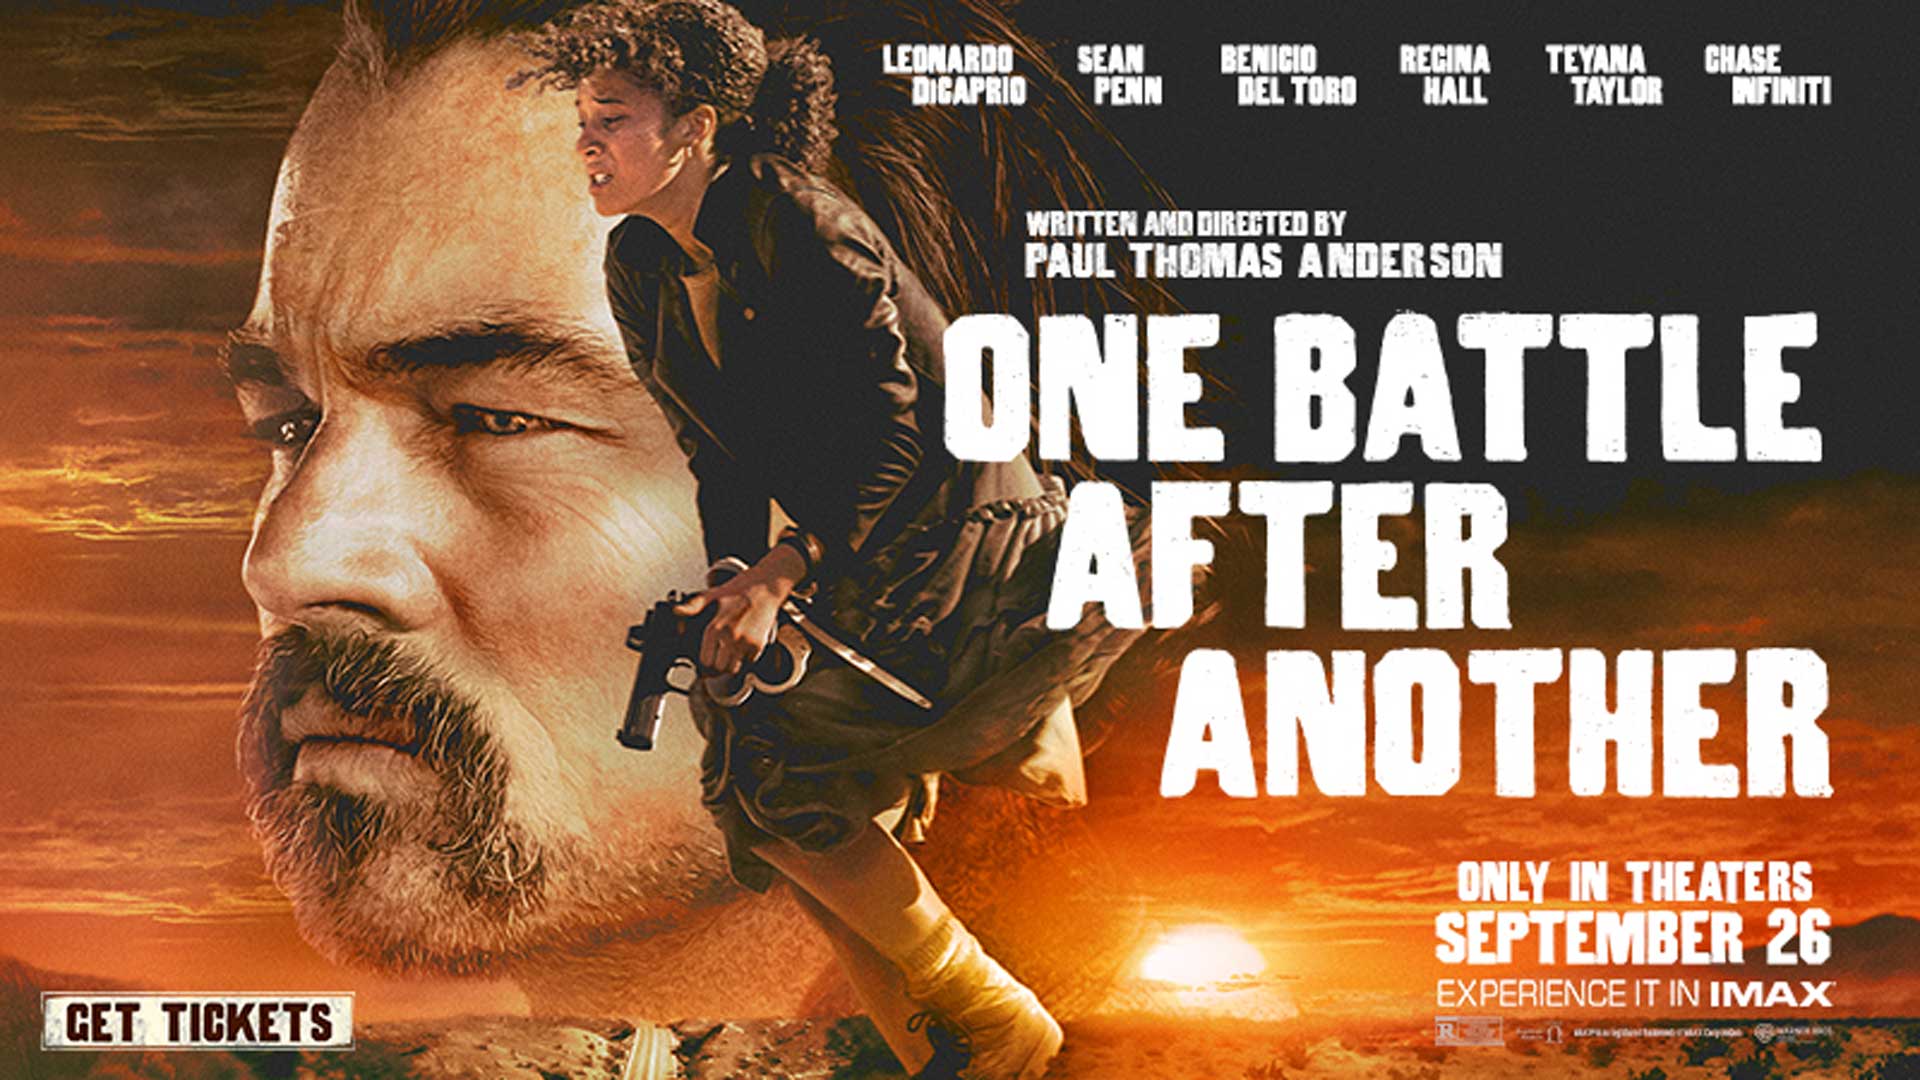 LEONARDO DiCAPRIO
SEAN PENN
BENICIO DEL TORO
REGINA HALL
TEYANA TAYLOR
CHASE INFINITI
WRITTEN AND DIRECTED BY
PAUL THOMAS ANDERSON
ONE BATTLE
AFTER
ANOTHER
ONLY IN THEATERS
SEPTEMBER 26
EXPERIENCE IT IN IMAX
R
GET TICKETS